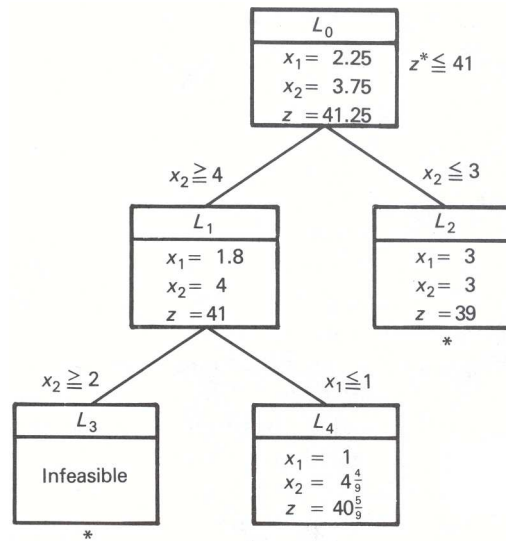 L₀
x₁ = 2.25
x₂ = 3.75
z = 41.25
z* ≦ 41
x₂ ≧ 4
x₂ ≦ 3
L₁
x₁ = 1.8
x₂ = 4
z = 41
L₂
x₁ = 3
x₂ = 3
z = 39
*
x₂ ≧ 2
x₁ ≦ 1
L₃
Infeasible
*
L₄
x₁ = 1
x₂ = 4 4/9
z = 40 5/9